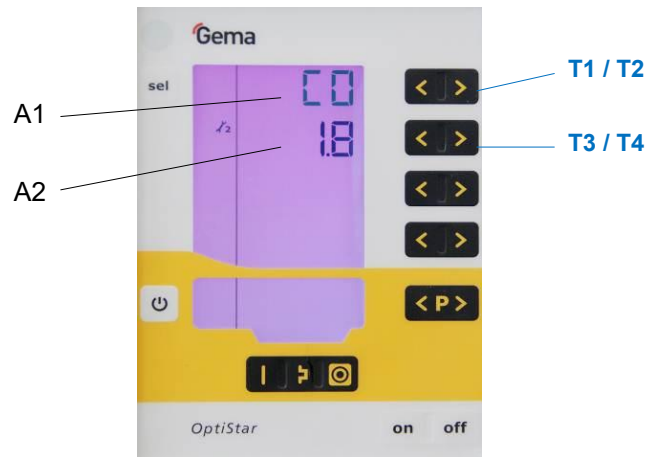 Gema
sel
C0
T1 / T2
A1
1.8
T3 / T4
A2
P
OptiStar
on off